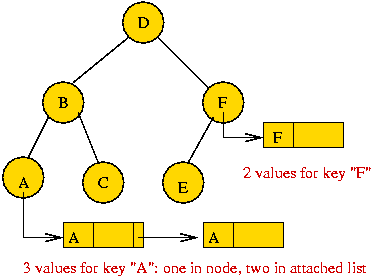 D
B
F
F
2 values for key "F"
A
C
E
A
A
3 values for key "A": one in node, two in attached list